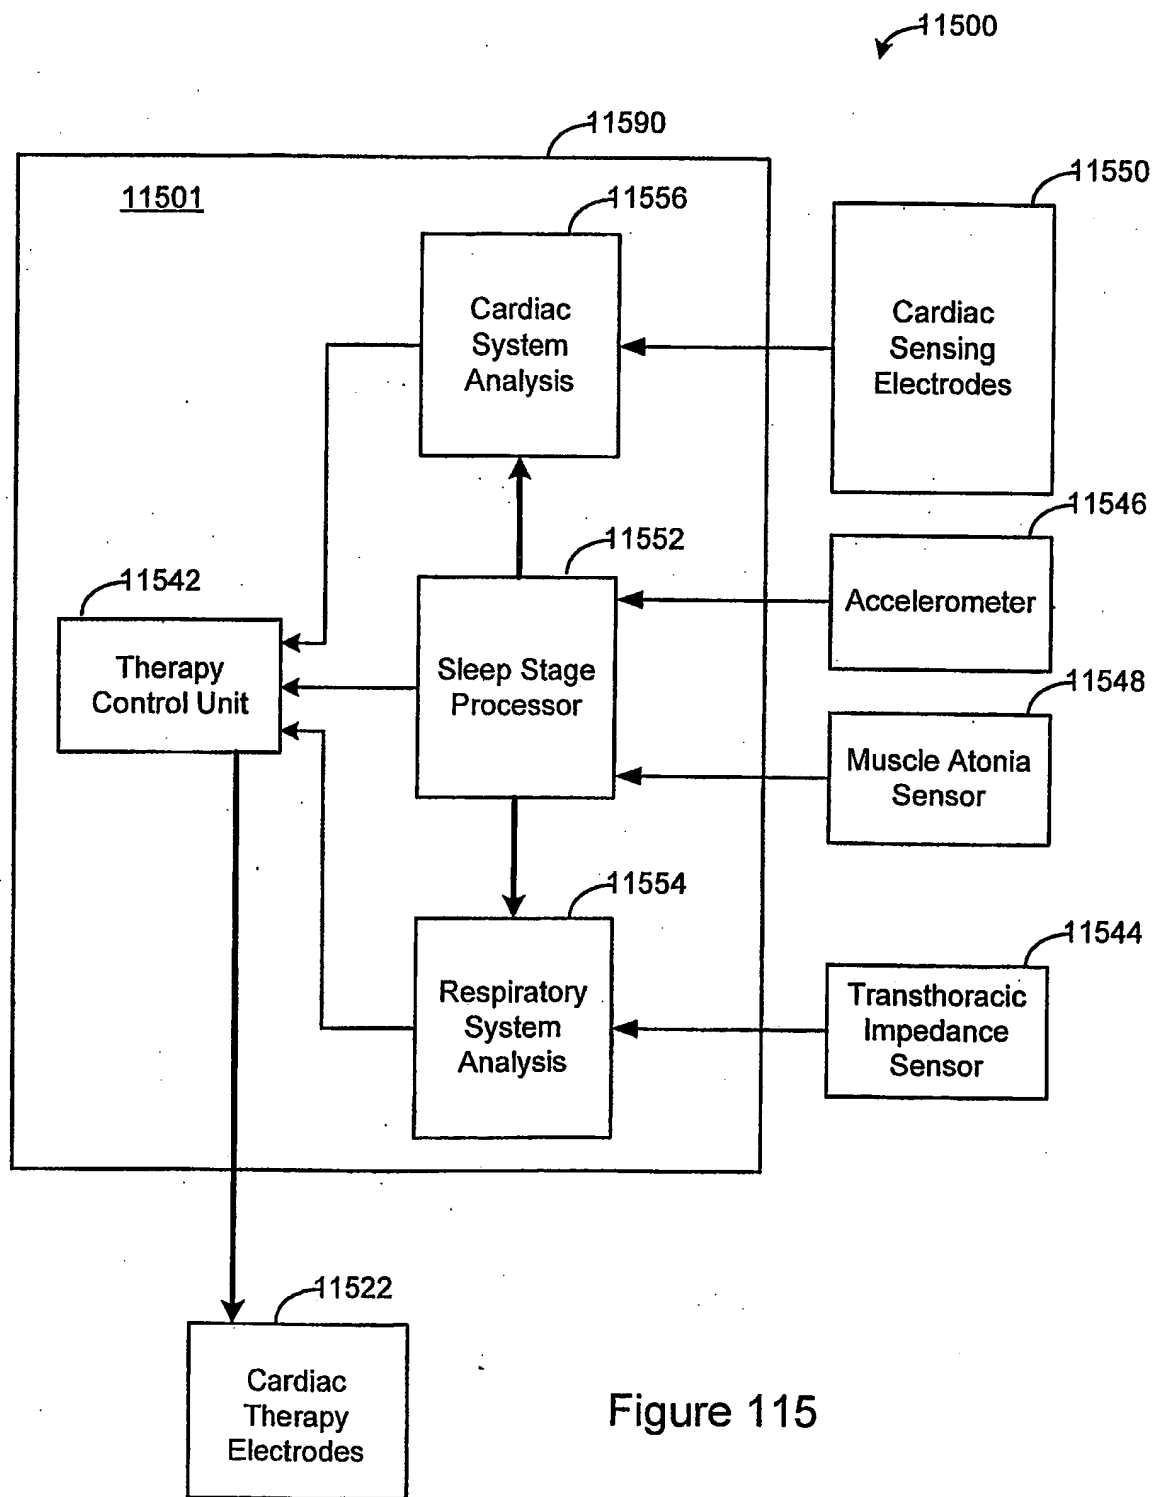 11500
11590
11501
11556
11550
Cardiac
System
Analysis
Cardiac
Sensing
Electrodes
11546
11552
Accelerometer
11542
Therapy
Control Unit
Sleep Stage
Processor
11548
Muscle Atonia
Sensor
11554
11544
Respiratory
System
Analysis
Transthoracic
Impedance
Sensor
11522
Cardiac
Therapy
Electrodes
Figure 115